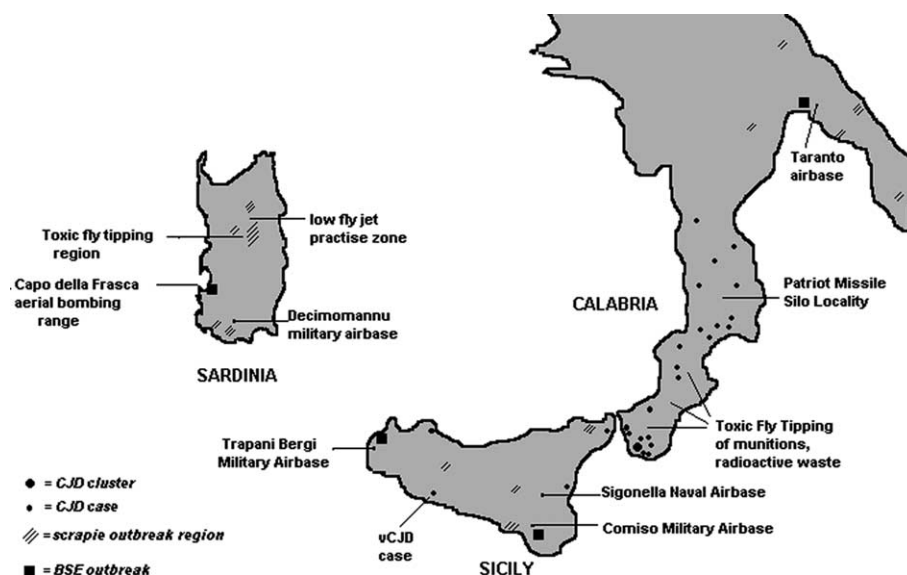 Taranto
airbase
low fly jet
practise zone
Toxic fly tipping
region
Capo della Frasca
aerial bombing
range
Decimomannu
military airbase
SARDINIA
CALABRIA
Patriot Missile
Silo Locality
Toxic Fly Tipping
of munitions,
radioactive waste
Trapani Bergi
Military Airbase
Sigonella Naval Airbase
Comiso Military Airbase
vCJD
case
SICILY
= CJD cluster
= CJD case
= scrapie outbreak region
= BSE outbreak